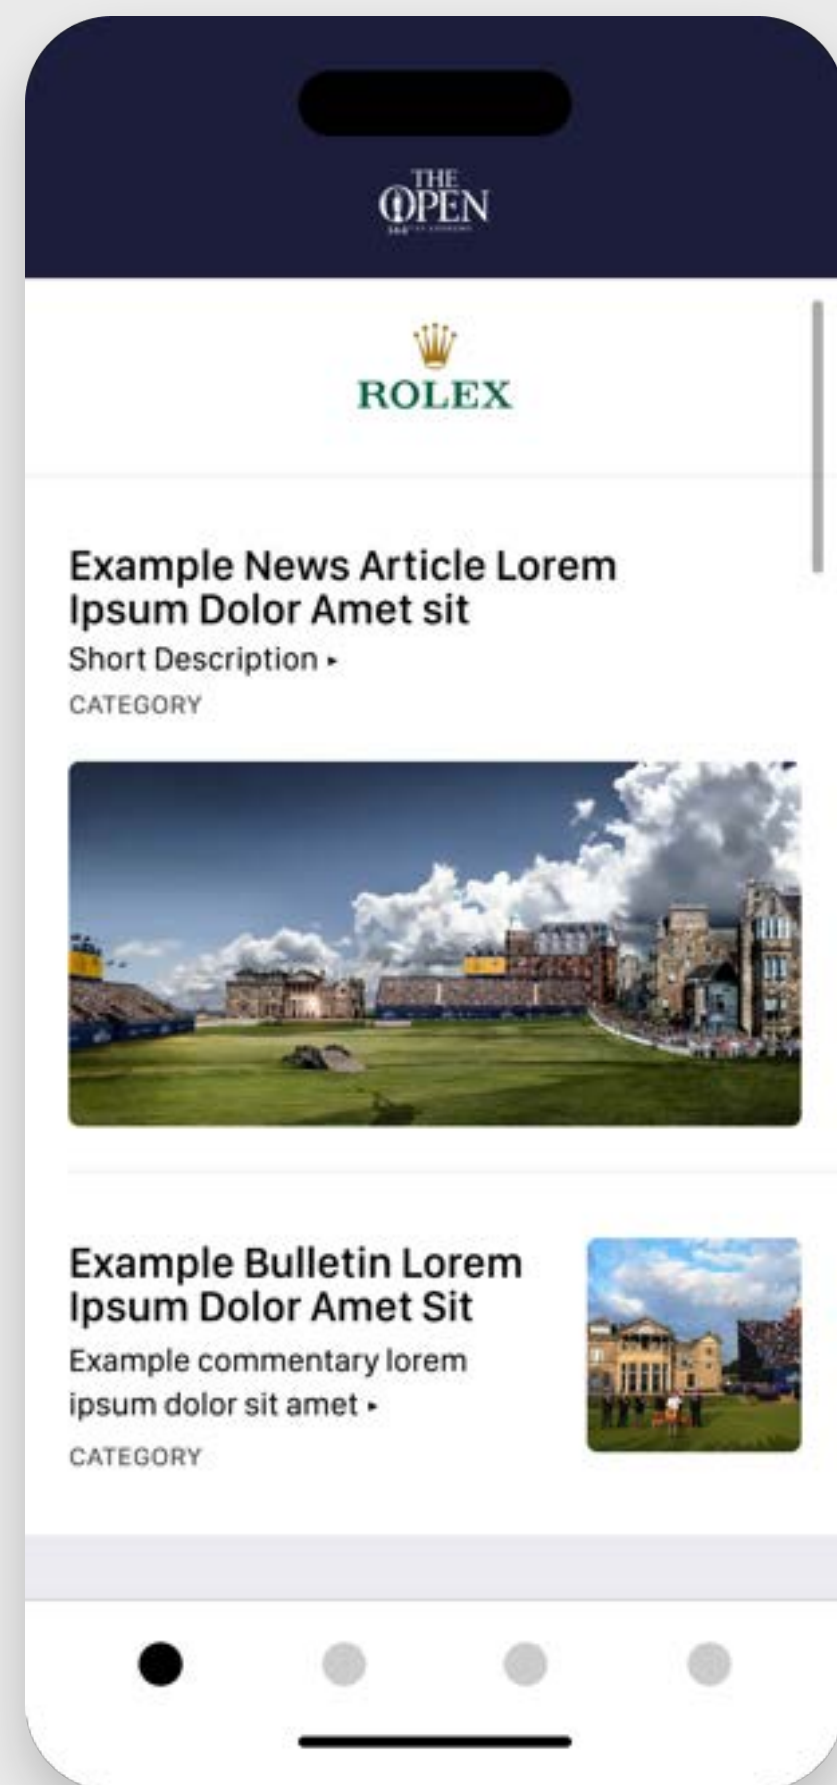 THE
OPEN
ROLEX
Example News Article Lorem
Ipsum Dolor Amet sit
Short Description ▸
CATEGORY
Example Bulletin Lorem
Ipsum Dolor Amet Sit
Example commentary lorem
ipsum dolor sit amet ▸
CATEGORY